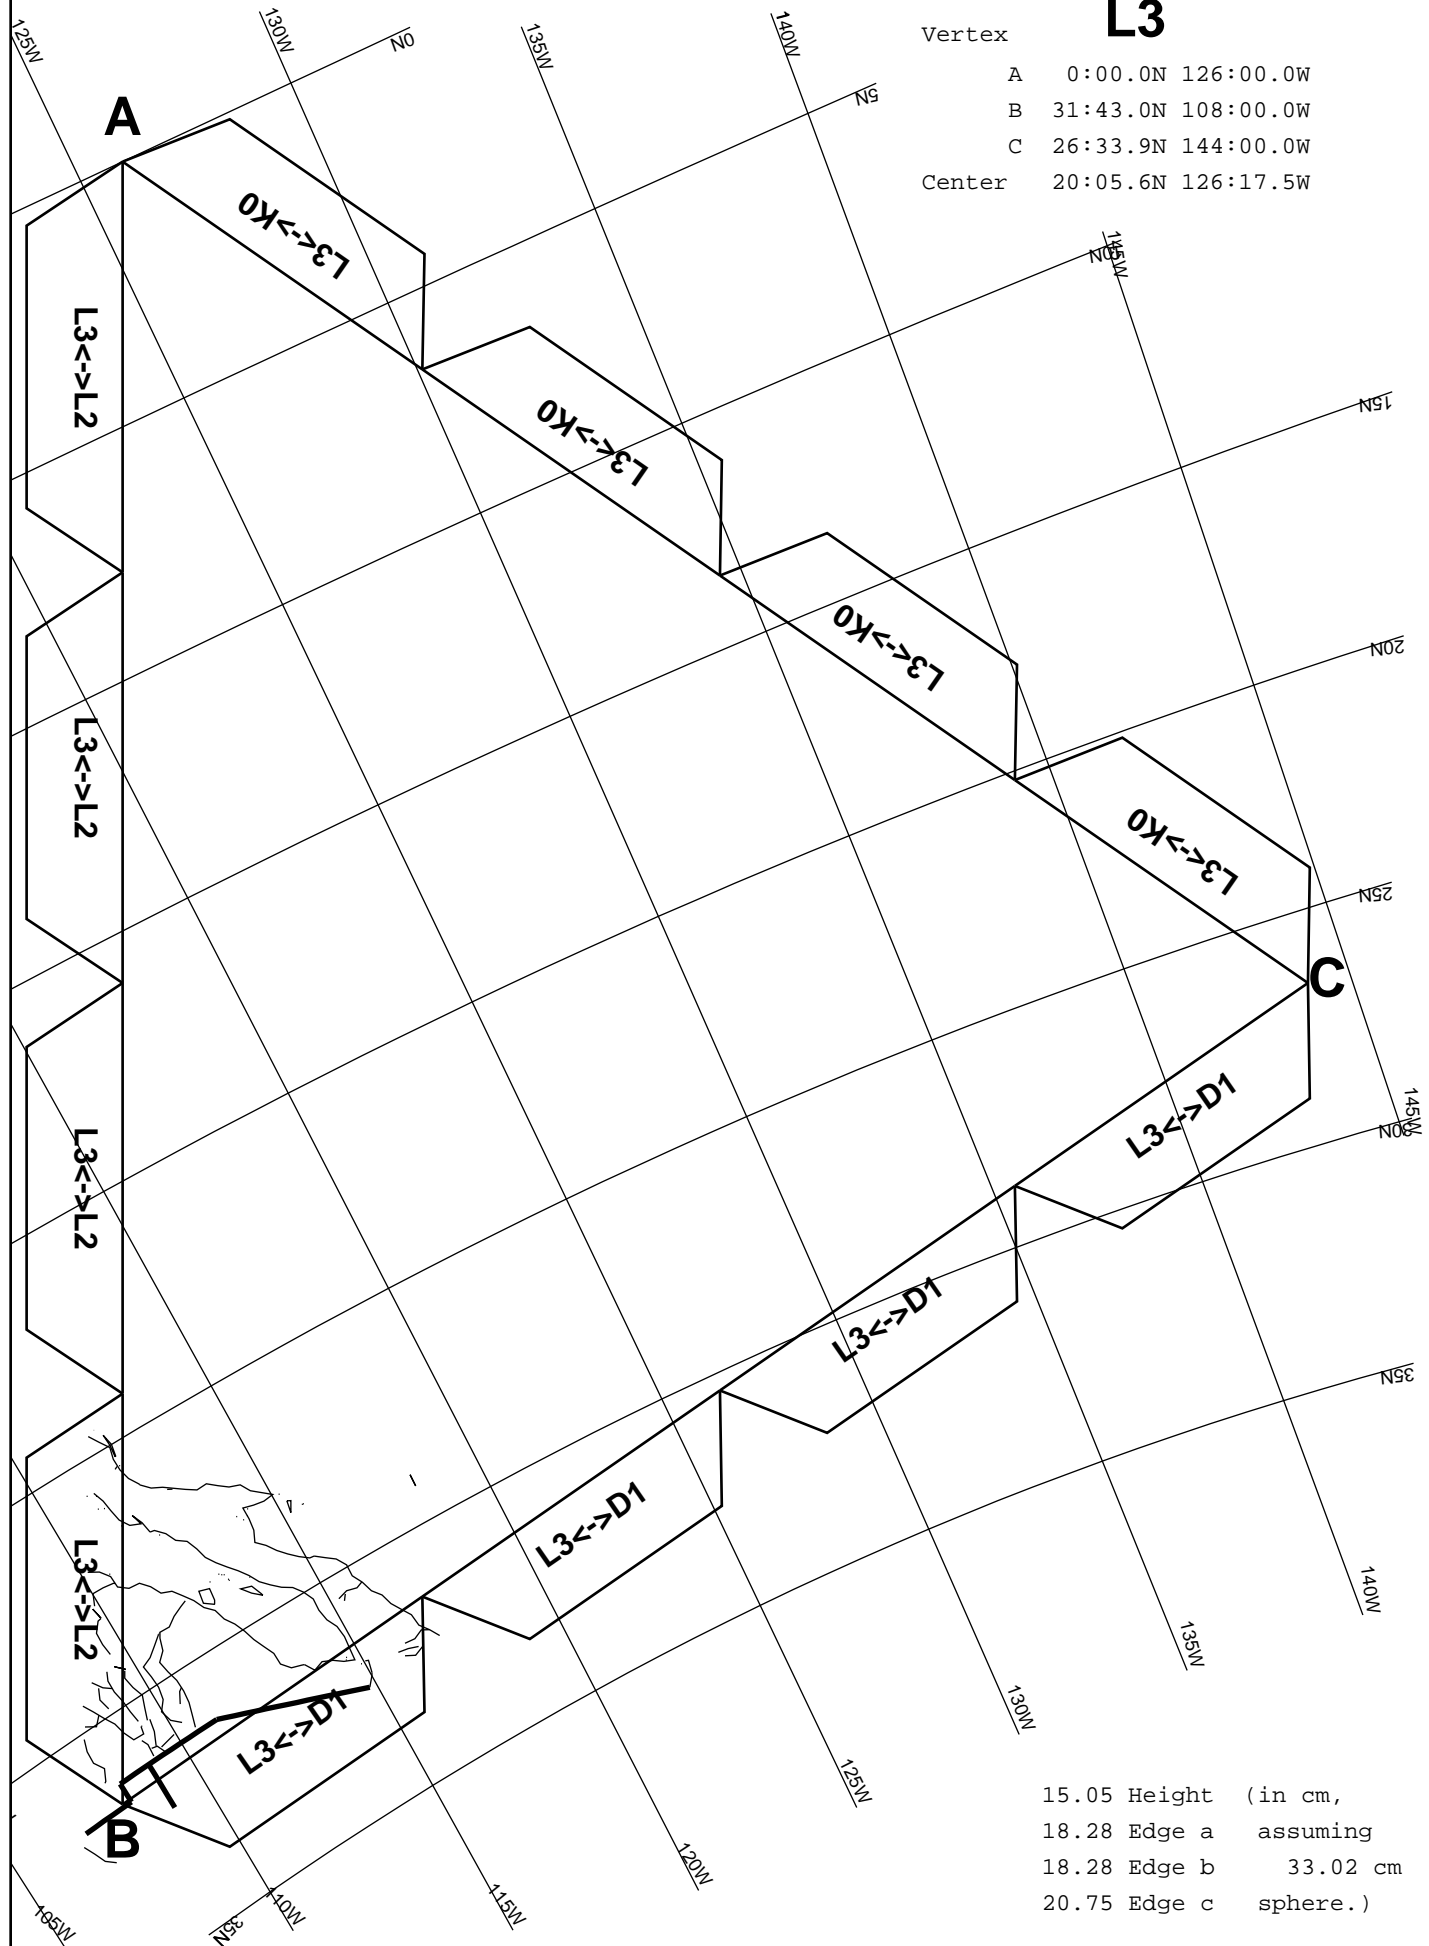 L3
Vertex
A 0:00.0N 126:00.0W
B 31:43.0N 108:00.0W
C 26:33.9N 144:00.0W
Center 20:05.6N 126:17.5W
125W
130W
0N
135W
140W
5N
A
145W
L3<->K0
L3<->L2
15N
L3<->K0
L3<->K0
20N
L3<->L2
L3<->K0
25N
C
L3<->D1
145W
30N
L3<->L2
L3<->D1
35N
L3<->D1
L3<->L2
140W
135W
L3<->D1
130W
125W
B
120W
115W
110W
105W
35N
15.05 Height (in cm,
18.28 Edge a assuming
18.28 Edge b 33.02 cm
20.75 Edge c sphere.)